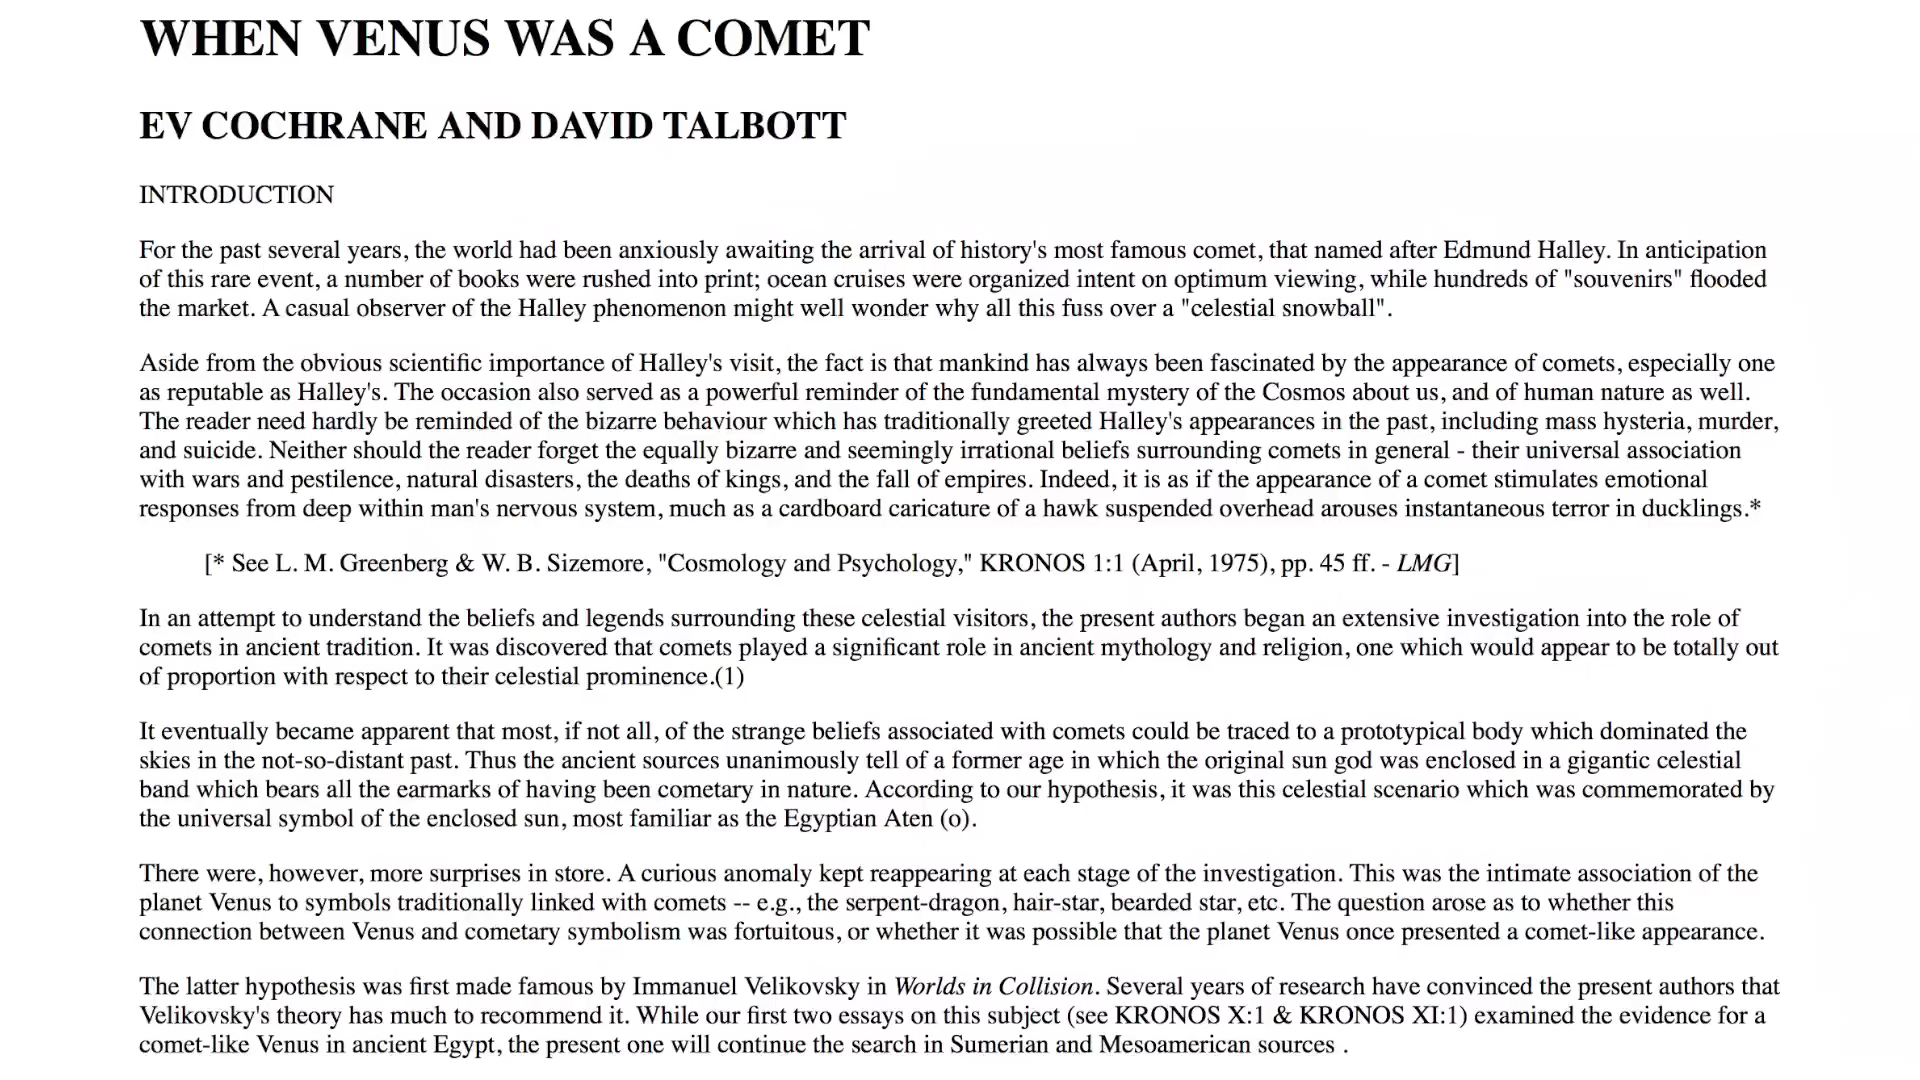 WHEN VENUS WAS A COMET
EV COCHRANE AND DAVID TALBOTT
INTRODUCTION
For the past several years, the world had been anxiously awaiting the arrival of history's most famous comet, that named after Edmund Halley. In anticipation
of this rare event, a number of books were rushed into print; ocean cruises were organized intent on optimum viewing, while hundreds of "souvenirs" flooded
the market. A casual observer of the Halley phenomenon might well wonder why all this fuss over a "celestial snowball".
Aside from the obvious scientific importance of Halley's visit, the fact is that mankind has always been fascinated by the appearance of comets, especially one
as reputable as Halley's. The occasion also served as a powerful reminder of the fundamental mystery of the Cosmos about us, and of human nature as well.
The reader need hardly be reminded of the bizarre behaviour which has traditionally greeted Halley's appearances in the past, including mass hysteria, murder,
and suicide. Neither should the reader forget the equally bizarre and seemingly irrational beliefs surrounding comets in general - their universal association
with wars and pestilence, natural disasters, the deaths of kings, and the fall of empires. Indeed, it is as if the appearance of a comet stimulates emotional
responses from deep within man's nervous system, much as a cardboard caricature of a hawk suspended overhead arouses instantaneous terror in ducklings.*
[* See L. M. Greenberg & W. B. Sizemore, "Cosmology and Psychology," KRONOS 1:1 (April, 1975), pp. 45 ff. - LMG]
In an attempt to understand the beliefs and legends surrounding these celestial visitors, the present authors began an extensive investigation into the role of
comets in ancient tradition. It was discovered that comets played a significant role in ancient mythology and religion, one which would appear to be totally out
of proportion with respect to their celestial prominence.(1)
It eventually became apparent that most, if not all, of the strange beliefs associated with comets could be traced to a prototypical body which dominated the
skies in the not-so-distant past. Thus the ancient sources unanimously tell of a former age in which the original sun god was enclosed in a gigantic celestial
band which bears all the earmarks of having been cometary in nature. According to our hypothesis, it was this celestial scenario which was commemorated by
the universal symbol of the enclosed sun, most familiar as the Egyptian Aten (o).
There were, however, more surprises in store. A curious anomaly kept reappearing at each stage of the investigation. This was the intimate association of the
planet Venus to symbols traditionally linked with comets -- e.g., the serpent-dragon, hair-star, bearded star, etc. The question arose as to whether this
connection between Venus and cometary symbolism was fortuitous, or whether it was possible that the planet Venus once presented a comet-like appearance.
The latter hypothesis was first made famous by Immanuel Velikovsky in Worlds in Collision. Several years of research have convinced the present authors that
Velikovsky's theory has much to recommend it. While our first two essays on this subject (see KRONOS X:1 & KRONOS XI:1) examined the evidence for a
comet-like Venus in ancient Egypt, the present one will continue the search in Sumerian and Mesoamerican sources .